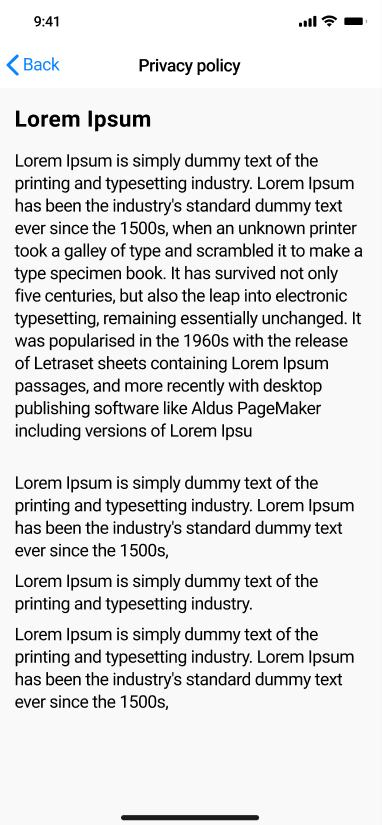 9:41
Back
Privacy policy
Lorem Ipsum
Lorem Ipsum is simply dummy text of the
printing and typesetting industry. Lorem Ipsum
has been the industry's standard dummy text
ever since the 1500s, when an unknown printer
took a galley of type and scrambled it to make a
type specimen book. It has survived not only
five centuries, but also the leap into electronic
typesetting, remaining essentially unchanged. It
was popularised in the 1960s with the release
of Letraset sheets containing Lorem Ipsum
passages, and more recently with desktop
publishing software like Aldus PageMaker
including versions of Lorem Ipsu
Lorem Ipsum is simply dummy text of the
printing and typesetting industry. Lorem Ipsum
has been the industry's standard dummy text
ever since the 1500s,
Lorem Ipsum is simply dummy text of the
printing and typesetting industry.
Lorem Ipsum is simply dummy text of the
printing and typesetting industry. Lorem Ipsum
has been the industry's standard dummy text
ever since the 1500s,